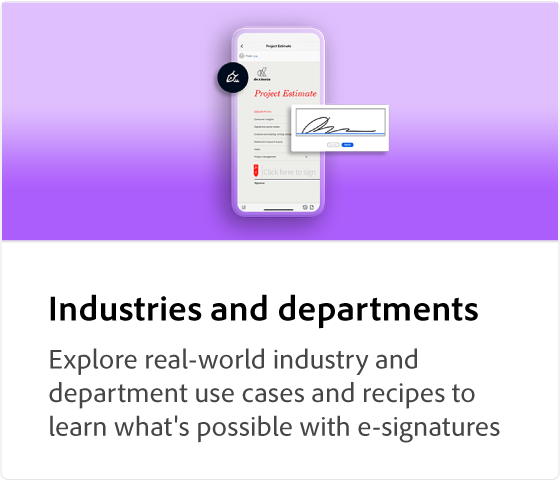 Project Estimate
Project Estimate
Click here to sign
Signature
Industries and departments
Explore real-world industry and
department use cases and recipes to
learn what's possible with e-signatures